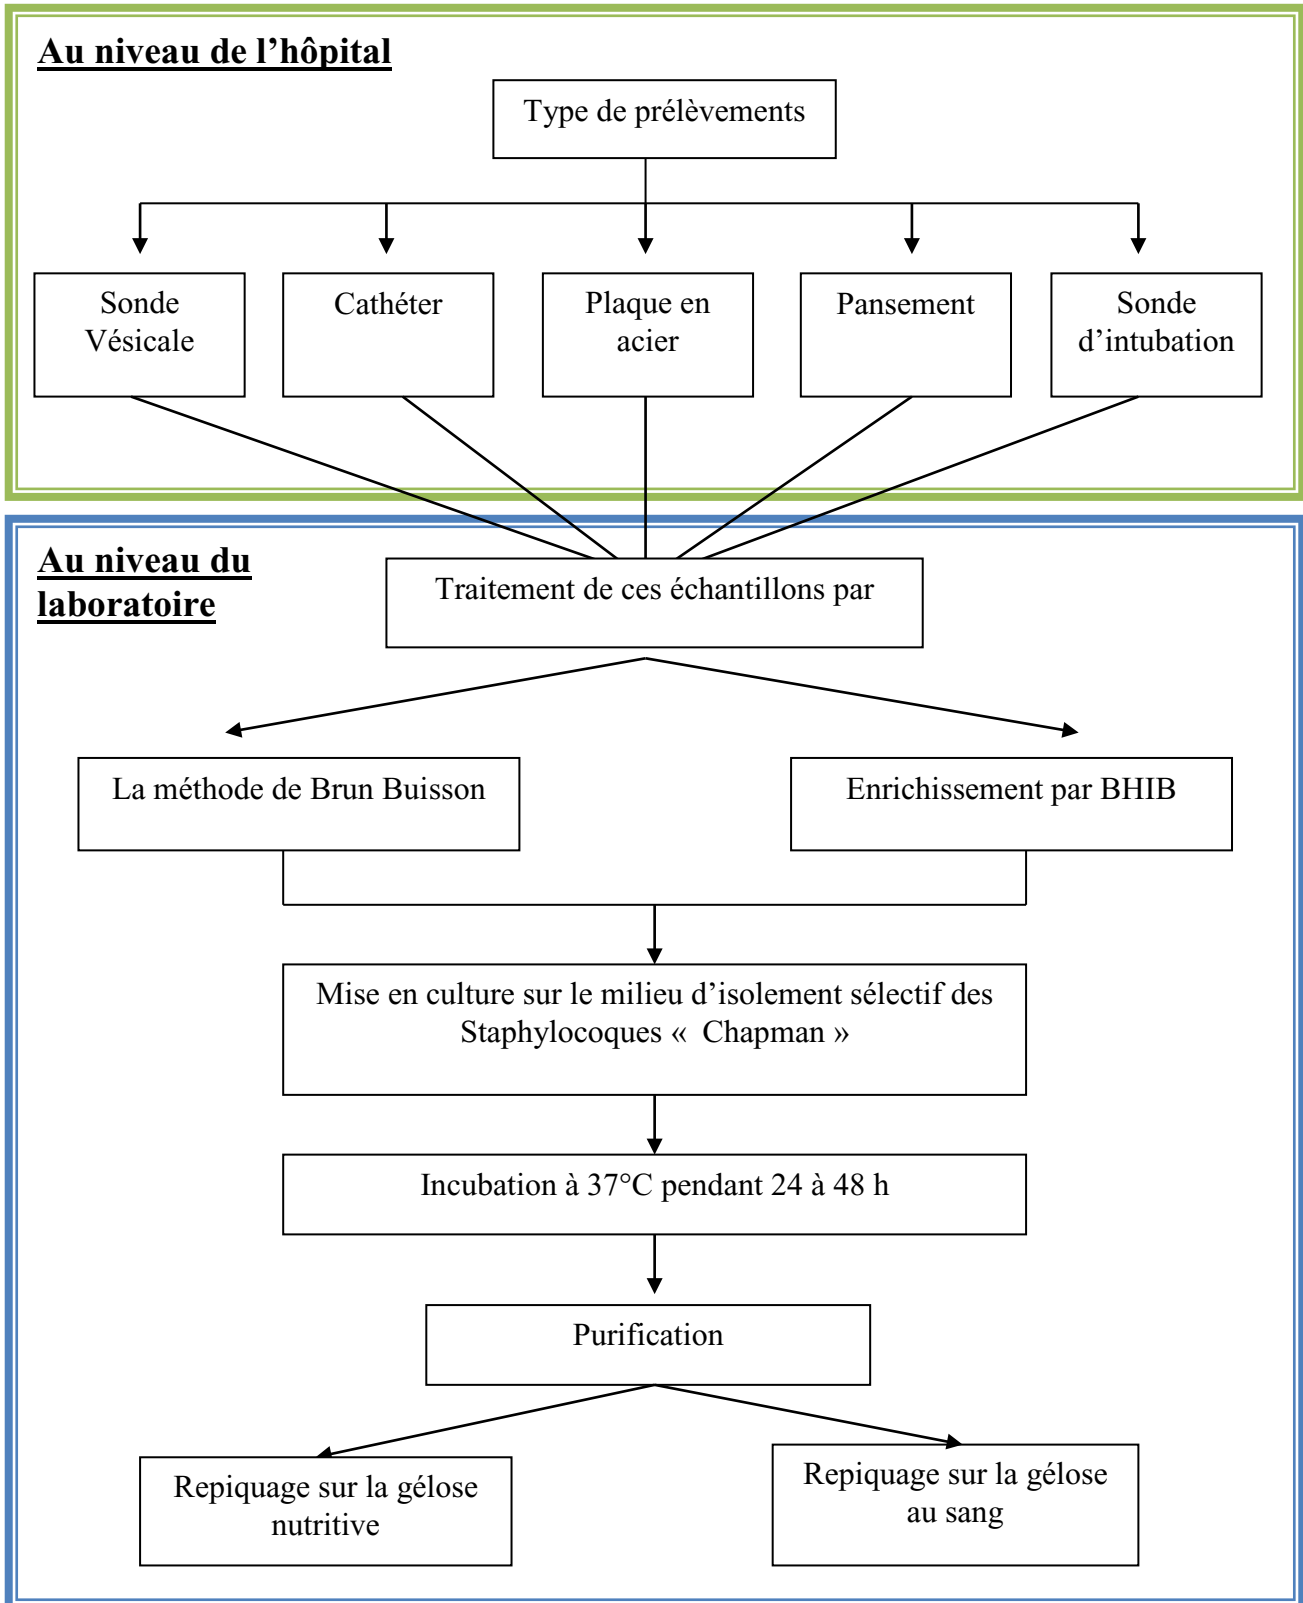 Au niveau de l’hôpital
Type de prélèvements
Sonde
Vésicale
Cathéter
Plaque en
acier
Pansement
Sonde
d’intubation
Au niveau du
laboratoire
Traitement de ces échantillons par
La méthode de Brun Buisson
Enrichissement par BHIB
Mise en culture sur le milieu d’isolement sélectif des
Staphylocoques « Chapman »
Incubation à 37°C pendant 24 à 48 h
Purification
Repiquage sur la gélose
nutritive
Repiquage sur la gélose
au sang